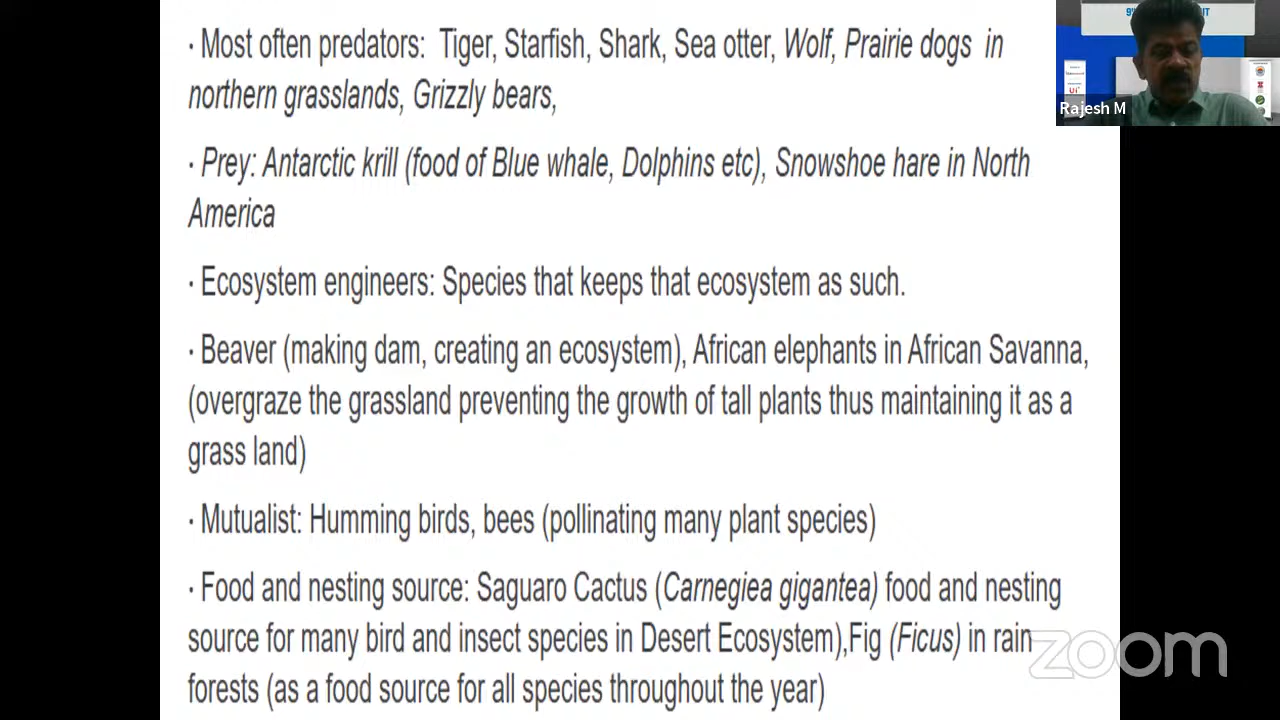 · Most often predators: Tiger, Starfish, Shark, Sea otter, Wolf, Prairie dogs in
northern grasslands, Grizzly bears,
· Prey: Antarctic krill (food of Blue whale, Dolphins etc), Snowshoe hare in North
America
· Ecosystem engineers: Species that keeps that ecosystem as such.
· Beaver (making dam, creating an ecosystem), African elephants in African Savanna,
(overgraze the grassland preventing the growth of tall plants thus maintaining it as a
grass land)
· Mutualist: Humming birds, bees (pollinating many plant species)
· Food and nesting source: Saguaro Cactus (Carnegiea gigantea) food and nesting
source for many bird and insect species in Desert Ecosystem),Fig (Ficus) in rain
forests (as a food source for all species throughout the year)
Rajesh M
zoom